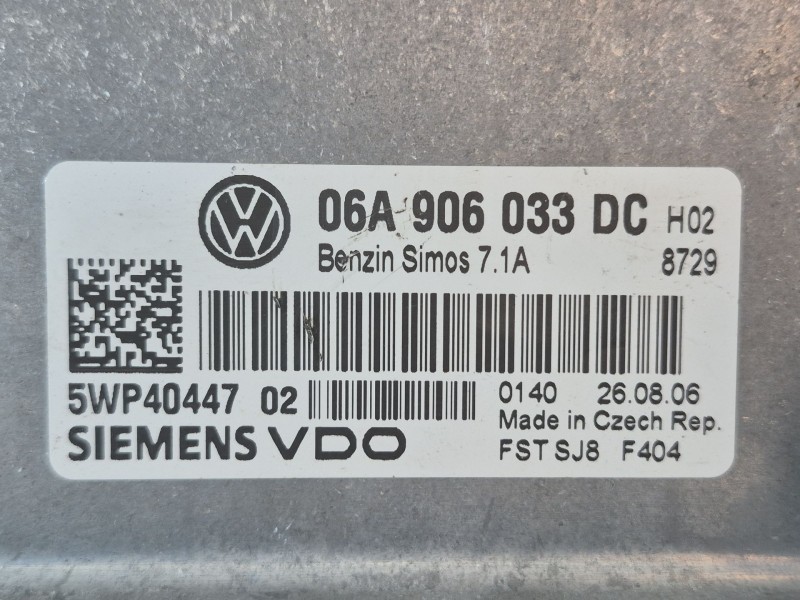 06A 906 033 DC H02
Benzin Simos 7.1A 8729
5WP40447 02 0140 26.08.06
Made in Czech Rep.
SIEMENS VDO FST SJ8 F404